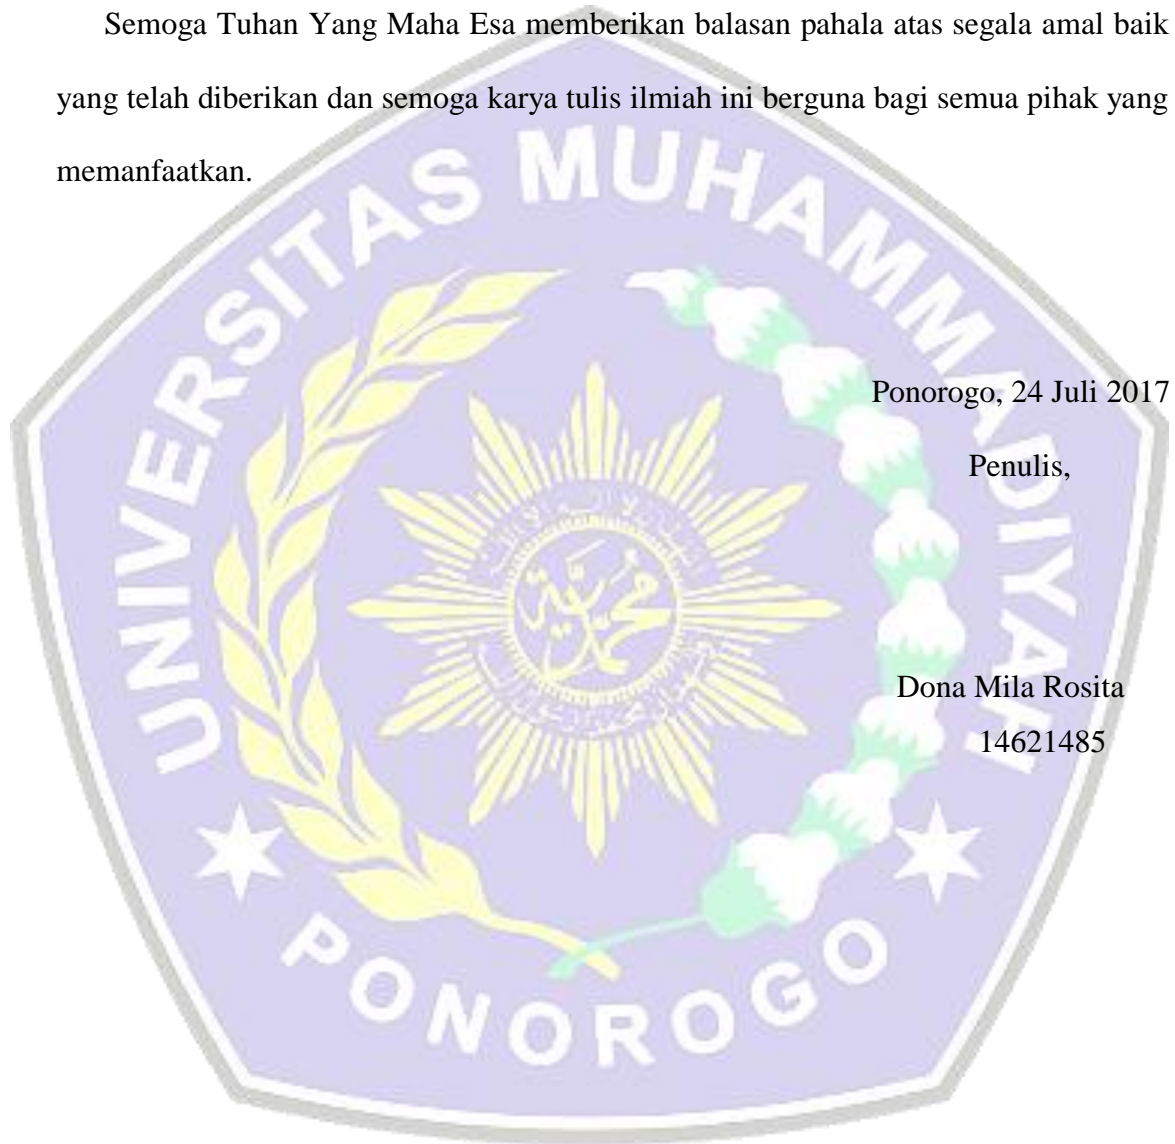 Semoga Tuhan Yang Maha Esa memberikan balasan pahala atas segala amal baik
yang telah diberikan dan semoga karya tulis ilmiah ini berguna bagi semua pihak yang
memanfaatkan.
UNIVERSITAS MUHAMMADIYAH
Ponorogo, 24 Juli 2017
Penulis,
محمدية
Dona Mila Rosita
14621485
PONOROGO